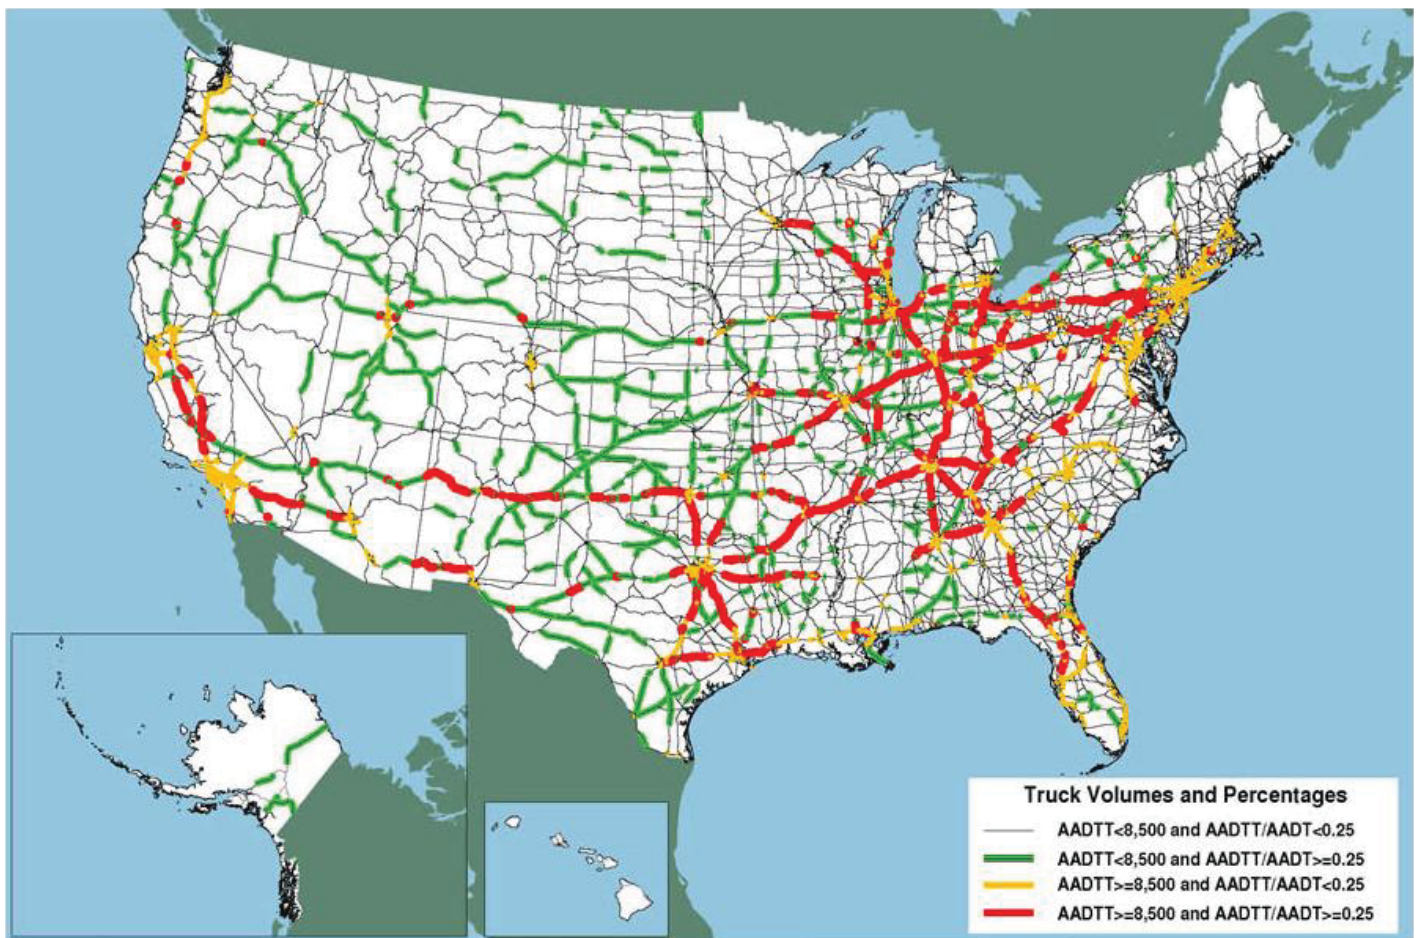 Truck Volumes and Percentages
AADTT<8,500 and AADTT/AADT<0.25
AADTT<8,500 and AADTT/AADT>=0.25
AADTT>=8,500 and AADTT/AADT<0.25
AADTT>=8,500 and AADTT/AADT>=0.25